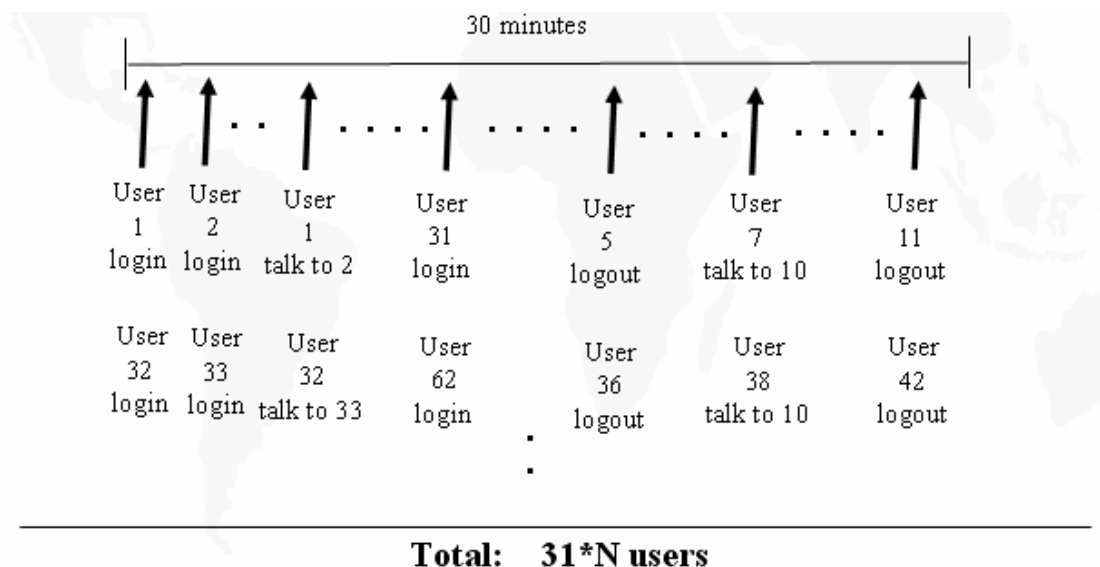 30 minutes
User User User User User User User
1 2 1 31 5 7 11
login login talk to 2 login logout talk to 10 logout
User User User User User User User
32 33 32 62 36 38 42
login login talk to 33 login logout talk to 10 logout
Total: 31*N users